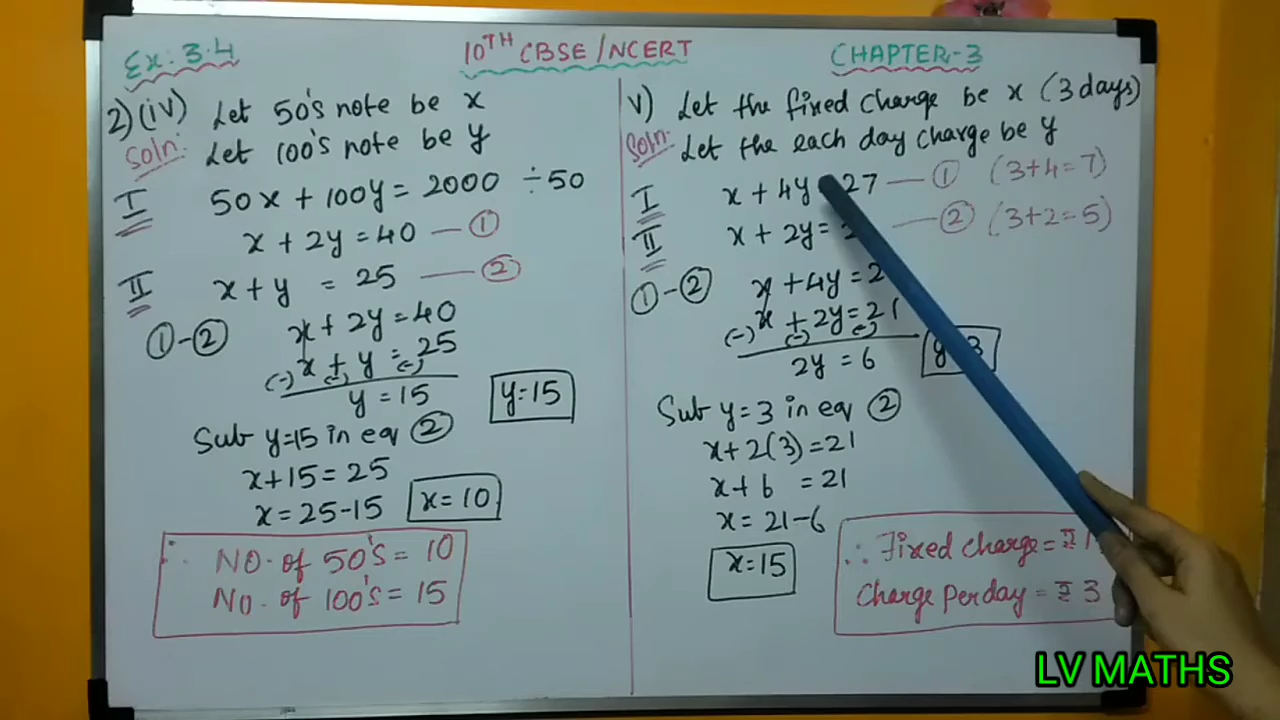 Ex: 3.4
10TH CBSE/NCERT
CHAPTER-3
2)(iv) Let 50's note be x
Soln: Let 100's note be y
I 50x + 100y = 2000 ÷50
x + 2y = 40 — ①
II x + y = 25 — ②
①-② x + 2y = 40
(-) x + y = 25
(-) (-)
y = 15
y=15
Sub y=15 in eq ②
x+15 = 25
x = 25-15
x = 10
∴ NO. of 50's = 10
NO. of 100's = 15
v) Let the fixed charge be x (3 days)
Soln: Let the each day charge be y
I x + 4y 27 — ① (3+4=7)
II x + 2y = 2 — ② (3+2=5)
①-② x + 4y = 2
(-) x + 2y = 21
(-) (-)
2y = 6
y 3
Sub y=3 in eq ②
x+2(3)=21
x+6 = 21
x = 21-6
x=15
∴ Fixed charge = ₹ 1
Charge Per day = ₹ 3
LV MATHS